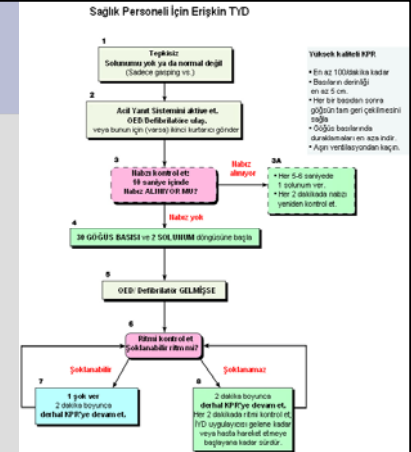 Sağlık Personeli İçin Erişkin TYD
1
Tepkisiz
Solunumu yok ya da normal değil
(Sadece gasping vs.)
Yüksek kaliteli KPR
• En az 100/dakika kadar
• Basıların derinliği
en az 5 cm.
• Her bir basıdan sonra
göğsün tam geri çekilmesini
sağla
• Göğüs basılarında
duraklamaları en aza indir.
• Aşırı ventilasyondan kaçın.
2
Acil Yanıt Sistemini aktive et.
OED/Defibrilatöre ulaş.
veya bunun için (varsa) ikinci kurtarıcı gönder
3
Nabzı kontrol et:
10 saniye içinde
Nabız ALINIYOR MU?
Nabız
alınıyor
3A
• Her 5-6 saniyede
1 solunum ver.
• Her 2 dakikada nabzı
yeniden kontrol et.
Nabız yok
4
30 GÖĞÜS BASISI ve 2 SOLUNUM döngüsüne başla
5
OED/ Defibrilatör GELMİŞSE
6
Ritmi kontrol et
Şoklanabilir ritm mi?
Şoklanabilir
Şoklanamaz
7
1 şok ver
2 dakika boyunca
derhal KPR'ye devam et.
8
2 dakika boyunca
derhal KPR'ye devam et.
Her 2 dakikada ritmi kontrol et,
İYD uygulayıcısı gelene kadar
veya hasta hareket etmeye
başlayana kadar sürdür.